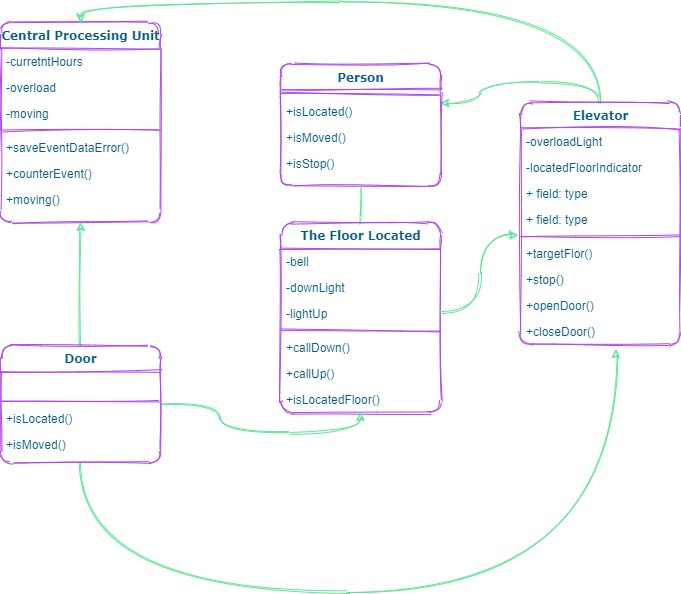 Central Processing Unit
-curretntHours
-overload
-moving
+saveEventDataError()
+counterEvent()
+moving()
Person
+isLocated()
+isMoved()
+isStop()
Elevator
-overloadLight
-locatedFloorIndicator
+ field: type
+ field: type
+targetFlor()
+stop()
+openDoor()
+closeDoor()
The Floor Located
-bell
-downLight
-lightUp
+callDown()
+callUp()
+isLocatedFloor()
Door
+isLocated()
+isMoved()